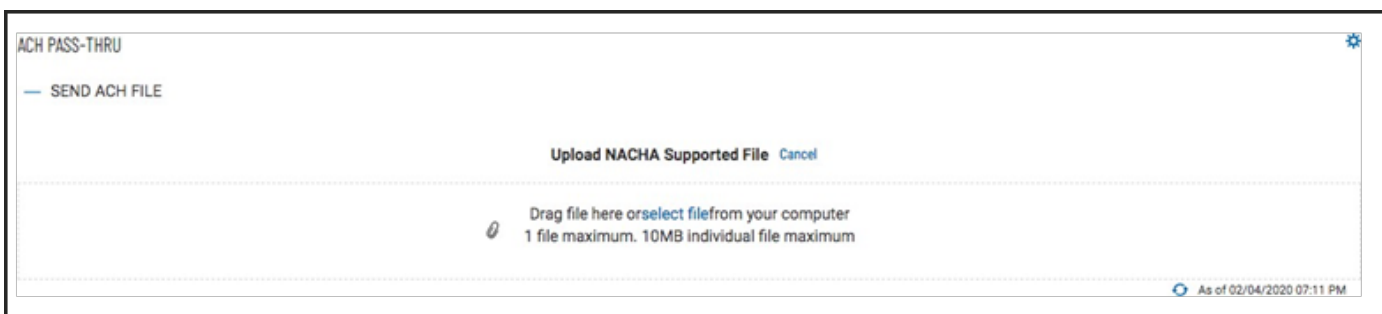 ACH PASS-THRU
— SEND ACH FILE
Upload NACHA Supported File Cancel
Drag file here orselect filefrom your computer
1 file maximum. 10MB individual file maximum
As of 02/04/2020 07:11 PM